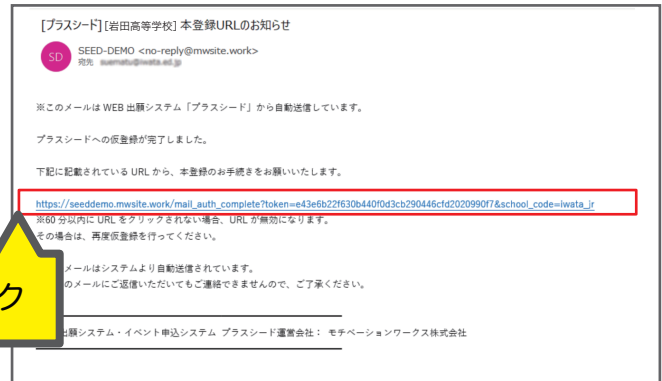 [プラスシード] [岩田高等学校] 本登録URLのお知らせ
SD
SEED-DEMO <no-reply@mwsite.work>
宛先
※このメールは WEB 出願システム「プラスシード」から自動送信しています。
プラスシードへの仮登録が完了しました。
下記に記載されている URL から、本登録のお手続きをお願いいたします。
https://seeddemo.mwsite.work/mail_auth_complete?token=e43e6b22f630b440f0d3cb290446cfd2020990f7&school_code=iwata_jr
※60 分以内に URL をクリックされない場合、URL が無効になります。
その場合は、再度仮登録を行ってください。
メールはシステムより自動送信されています。
のメールにご返信いただいてもご連絡できませんので、ご了承ください。
ク
出願システム・イベント申込システム プラスシード運営会社： モチベーションワークス株式会社